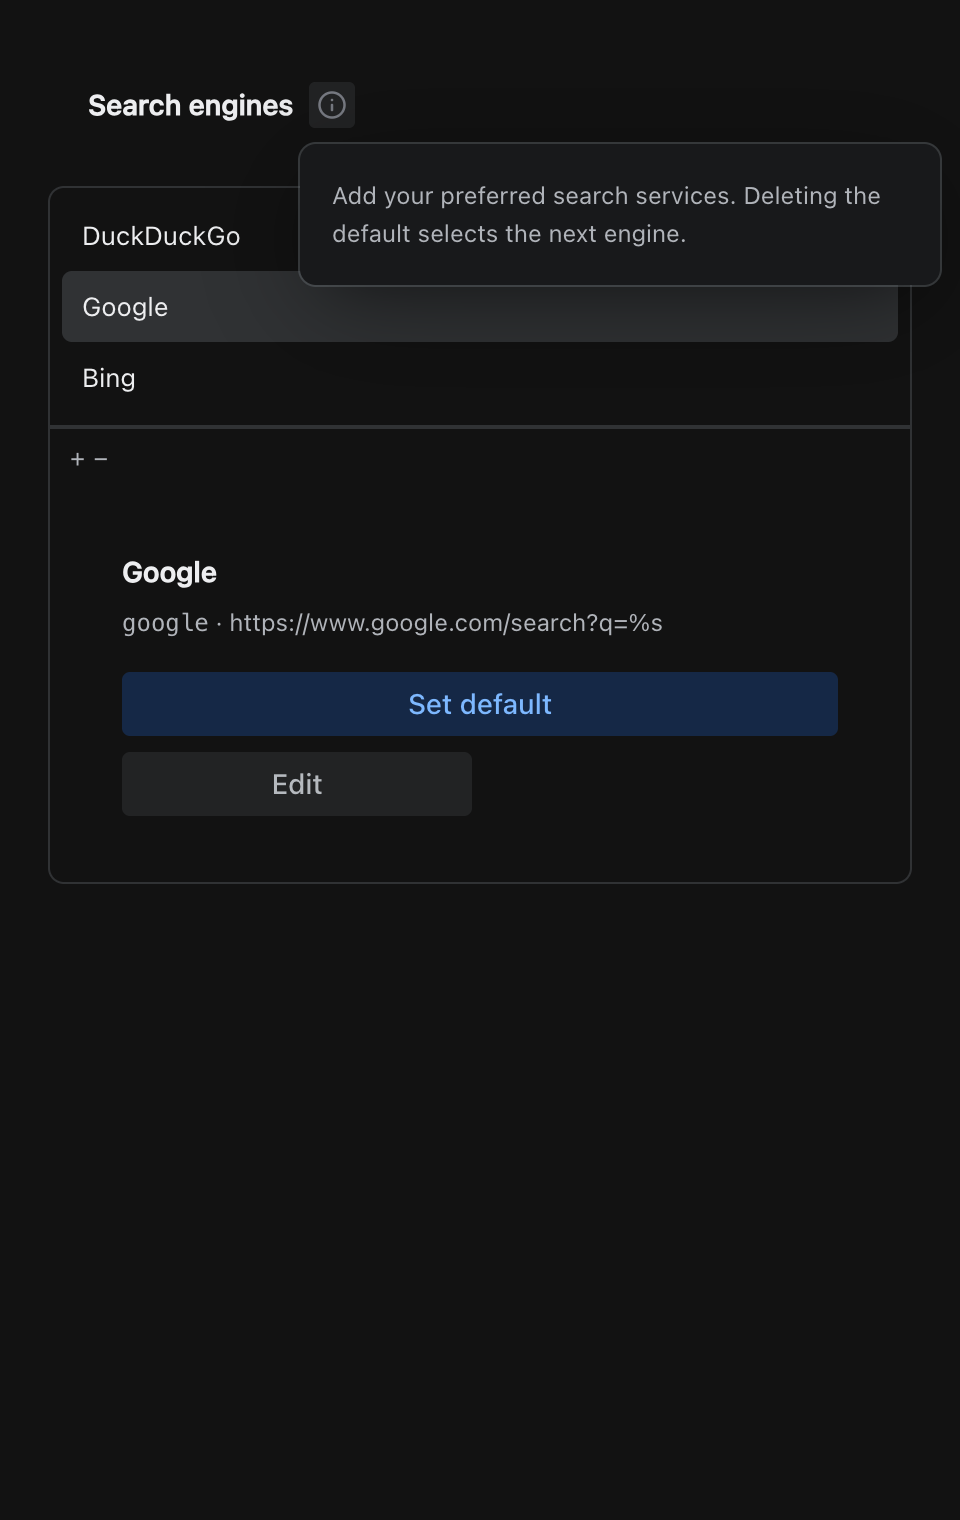 Search engines
Add your preferred search services. Deleting the
default selects the next engine.
DuckDuckGo
Google
Bing
+ −
Google
google · https://www.google.com/search?q=%s
Set default
Edit